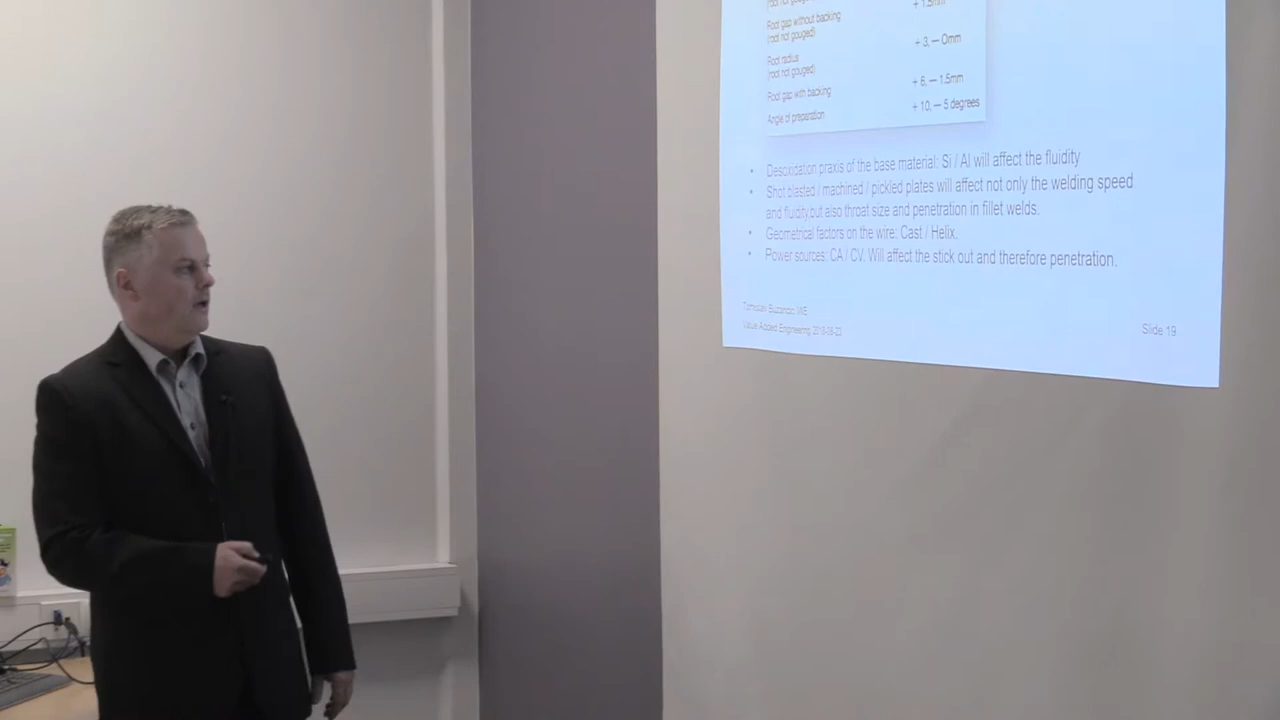 + 1.5mm
Root gap without backing
(root not gouged)
+ 3, — 0mm
Root radius
(root not gouged)
Root gap with backing
+ 6, — 1.5mm
Angle of preparation
+ 10, — 5 degrees
• Desoxidation praxis of the base material: Si / Al will affect the fluidity
• Shot blasted / machined / pickled plates will affect not only the welding speed
and fluidity,but also throat size and penetration in fillet welds.
• Geometrical factors on the wire: Cast / Helix.
• Power sources: CA / CV. Will affect the stick out and therefore penetration.
Value Added Engineering
Slide 19